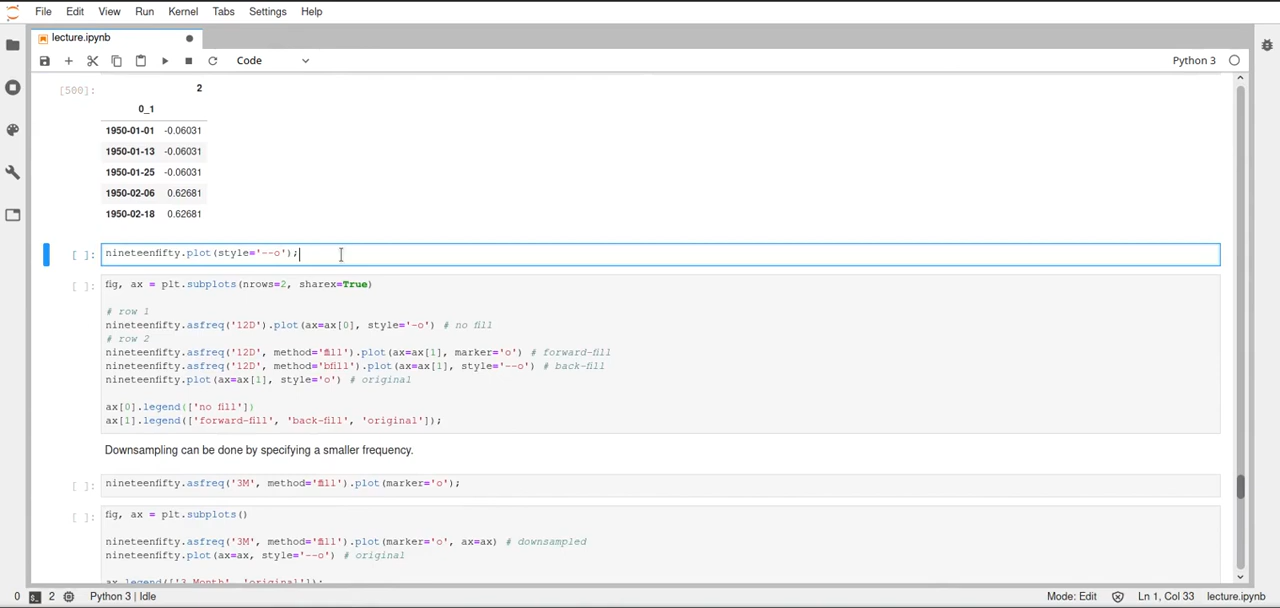 File Edit View Run Kernel Tabs Settings Help
lecture.ipynb
Code
Python 3
[500]:
2
0_1
1950-01-01 -0.06031
1950-01-13 -0.06031
1950-01-25 -0.06031
1950-02-06 0.62681
1950-02-18 0.62681
[ ]: nineteenfifty.plot(style='--o');
[ ]: fig, ax = plt.subplots(nrows=2, sharex=True)
# row 1
nineteenfifty.asfreq('12D').plot(ax=ax[0], style='-o') # no fill
# row 2
nineteenfifty.asfreq('12D', method='ffill').plot(ax=ax[1], marker='o') # forward-fill
nineteenfifty.asfreq('12D', method='bfill').plot(ax=ax[1], style='--o') # back-fill
nineteenfifty.plot(ax=ax[1], style='o') # original
ax[0].legend(['no fill'])
ax[1].legend(['forward-fill', 'back-fill', 'original']);
Downsampling can be done by specifying a smaller frequency.
[ ]: nineteenfifty.asfreq('3M', method='ffill').plot(marker='o');
[ ]: fig, ax = plt.subplots()
nineteenfifty.asfreq('3M', method='ffill').plot(marker='o', ax=ax) # downsampled
nineteenfifty.plot(ax=ax, style='--o') # original
ax.legend(['3 Month', 'original']);
0 2 Python 3 | Idle Mode: Edit Ln 1, Col 33 lecture.ipynb